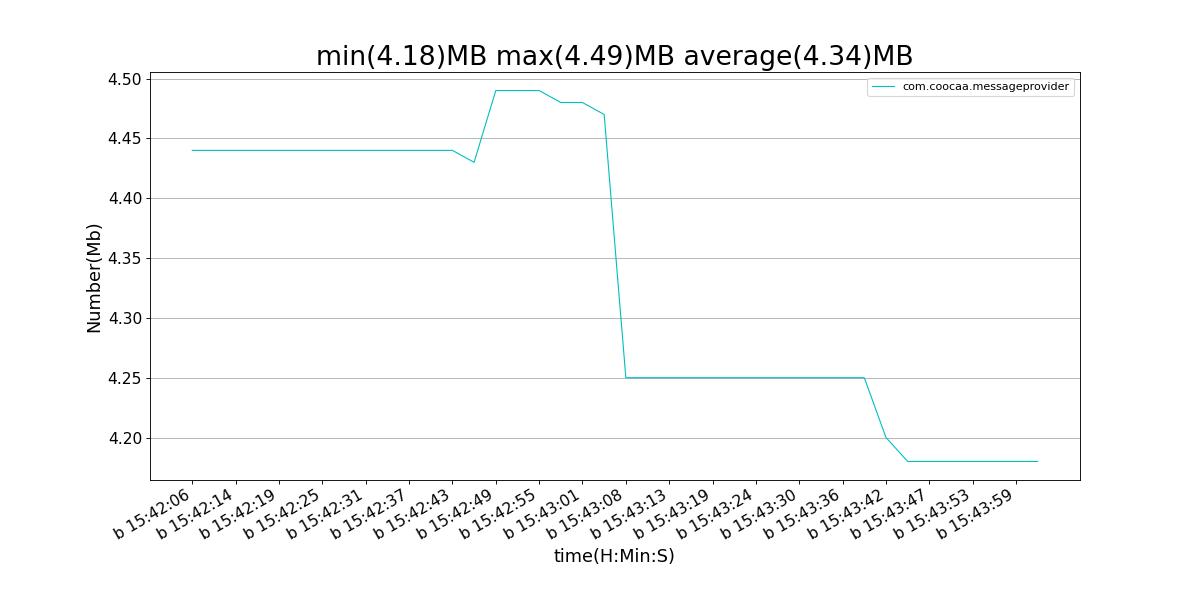 min(4.18)MB max(4.49)MB average(4.34)MB
com.coocaa.messageprovider
4.50
4.45
4.40
4.35
4.30
4.25
4.20
Number(Mb)
b 15:42:06
b 15:42:14
b 15:42:19
b 15:42:25
b 15:42:31
b 15:42:37
b 15:42:43
b 15:42:49
b 15:42:55
b 15:43:01
b 15:43:08
b 15:43:13
b 15:43:19
b 15:43:24
b 15:43:30
b 15:43:36
b 15:43:42
b 15:43:47
b 15:43:53
b 15:43:59
time(H:Min:S)